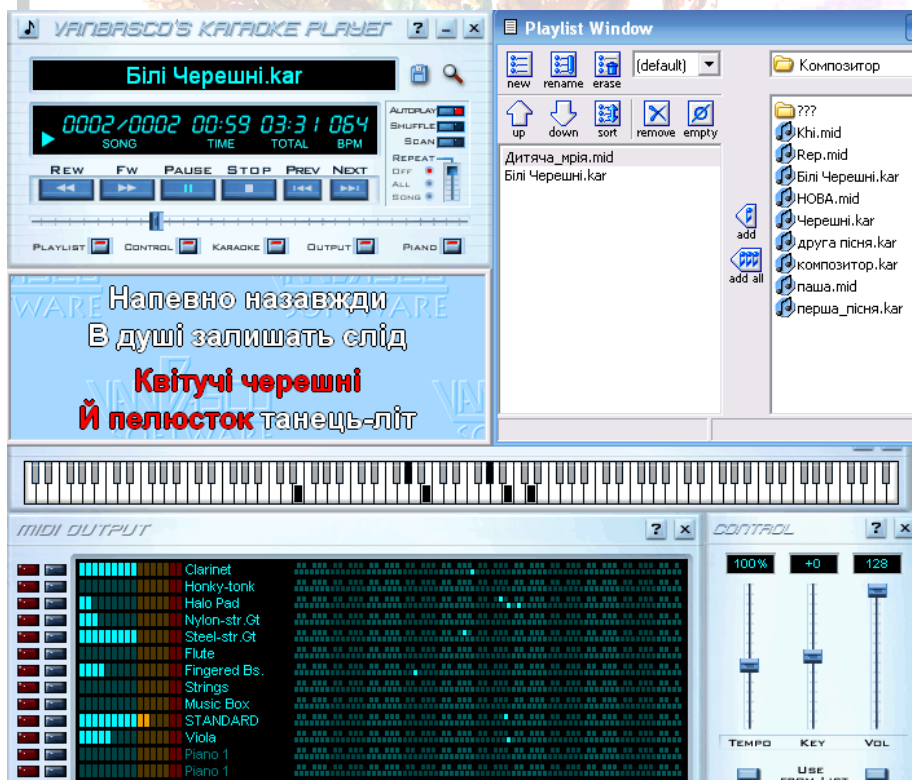 VANBASCO'S KARAOKE PLAYER
Білі Черешні.kar
0002/0002 00:59 03:31 064
SONG TIME TOTAL BPM
AUTOPLAY
SHUFFLE
SCAN
REPEAT
OFF
ALL
SONG
REW FW PAUSE STOP PREV NEXT
PLAYLIST CONTROL KARAOKE OUTPUT PIANO
Напевно назавжди
В душі залишать слід
Квітучі черешні
Й пелюсток танець-літ
Playlist Window
new rename erase
(default)
up down sort remove empty
Дитяча_мрія.mid
Білі Черешні.kar
add
add all
Композитор
???
Khi.mid
Rep.mid
Білі Черешні.kar
НОВА.mid
Черешні.kar
друга пісня.kar
композитор.kar
паша.mid
перша_пісня.kar
MIDI OUTPUT
Clarinet
Honky-tonk
Halo Pad
Nylon-str.Gt
Steel-str.Gt
Flute
Fingered Bs.
Strings
Music Box
STANDARD
Viola
Piano 1
Piano 1
CONTROL
100% +0 128
TEMPO KEY VOL
USE
FROM LIST